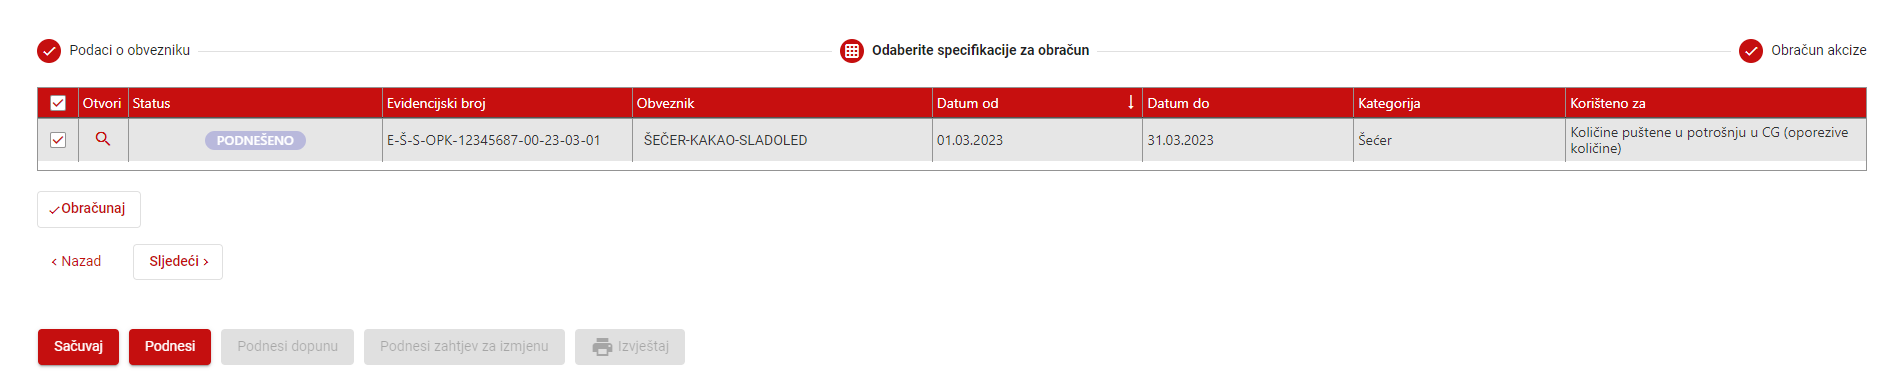 Podaci o obvezniku
Odaberite specifikacije za obračun
Obračun akcize
Otvori Status Evidencijski broj Obveznik Datum od Datum do Kategorija Korišteno za
PODNEŠENO E-Š-S-OPK-12345687-00-23-03-01 ŠEČER-KAKAO-SLADOLED 01.03.2023 31.03.2023 Šećer Količine puštene u potrošnju u CG (oporezive
količine)
Obračunaj
Nazad Sljedeći
Sačuvaj Podnesi Podnesi dopunu Podnesi zahtjev za izmjenu Izvještaj